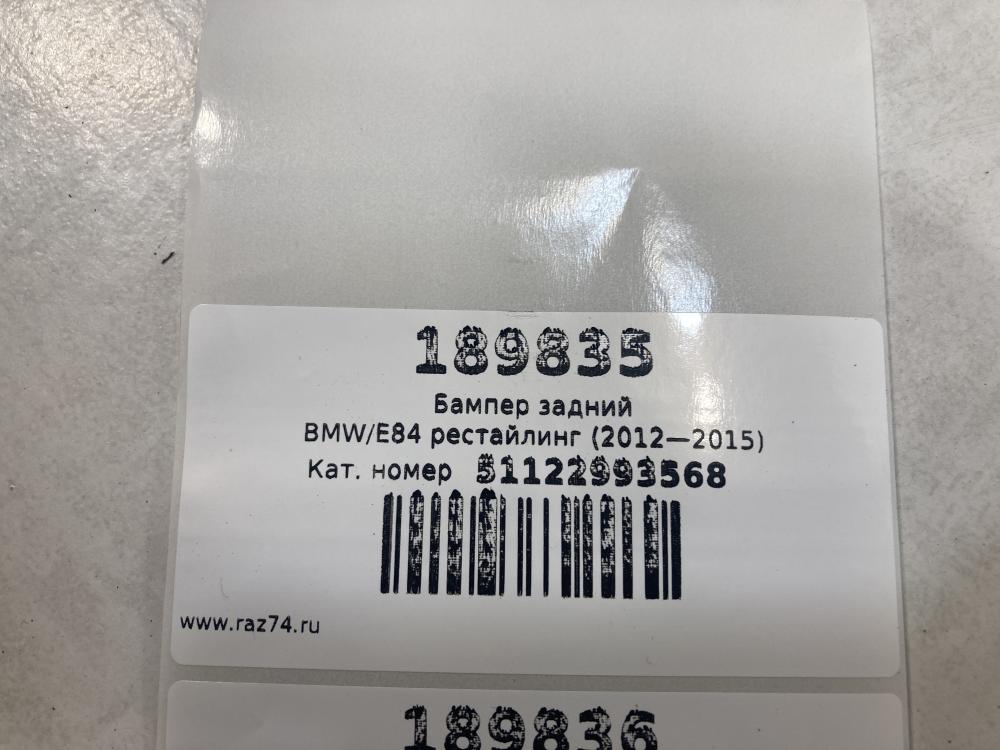 189835
Бампер задний
BMW/E84 рестайлинг (2012—2015)
Кат. номер 51122993568
www.raz74.ru
189836